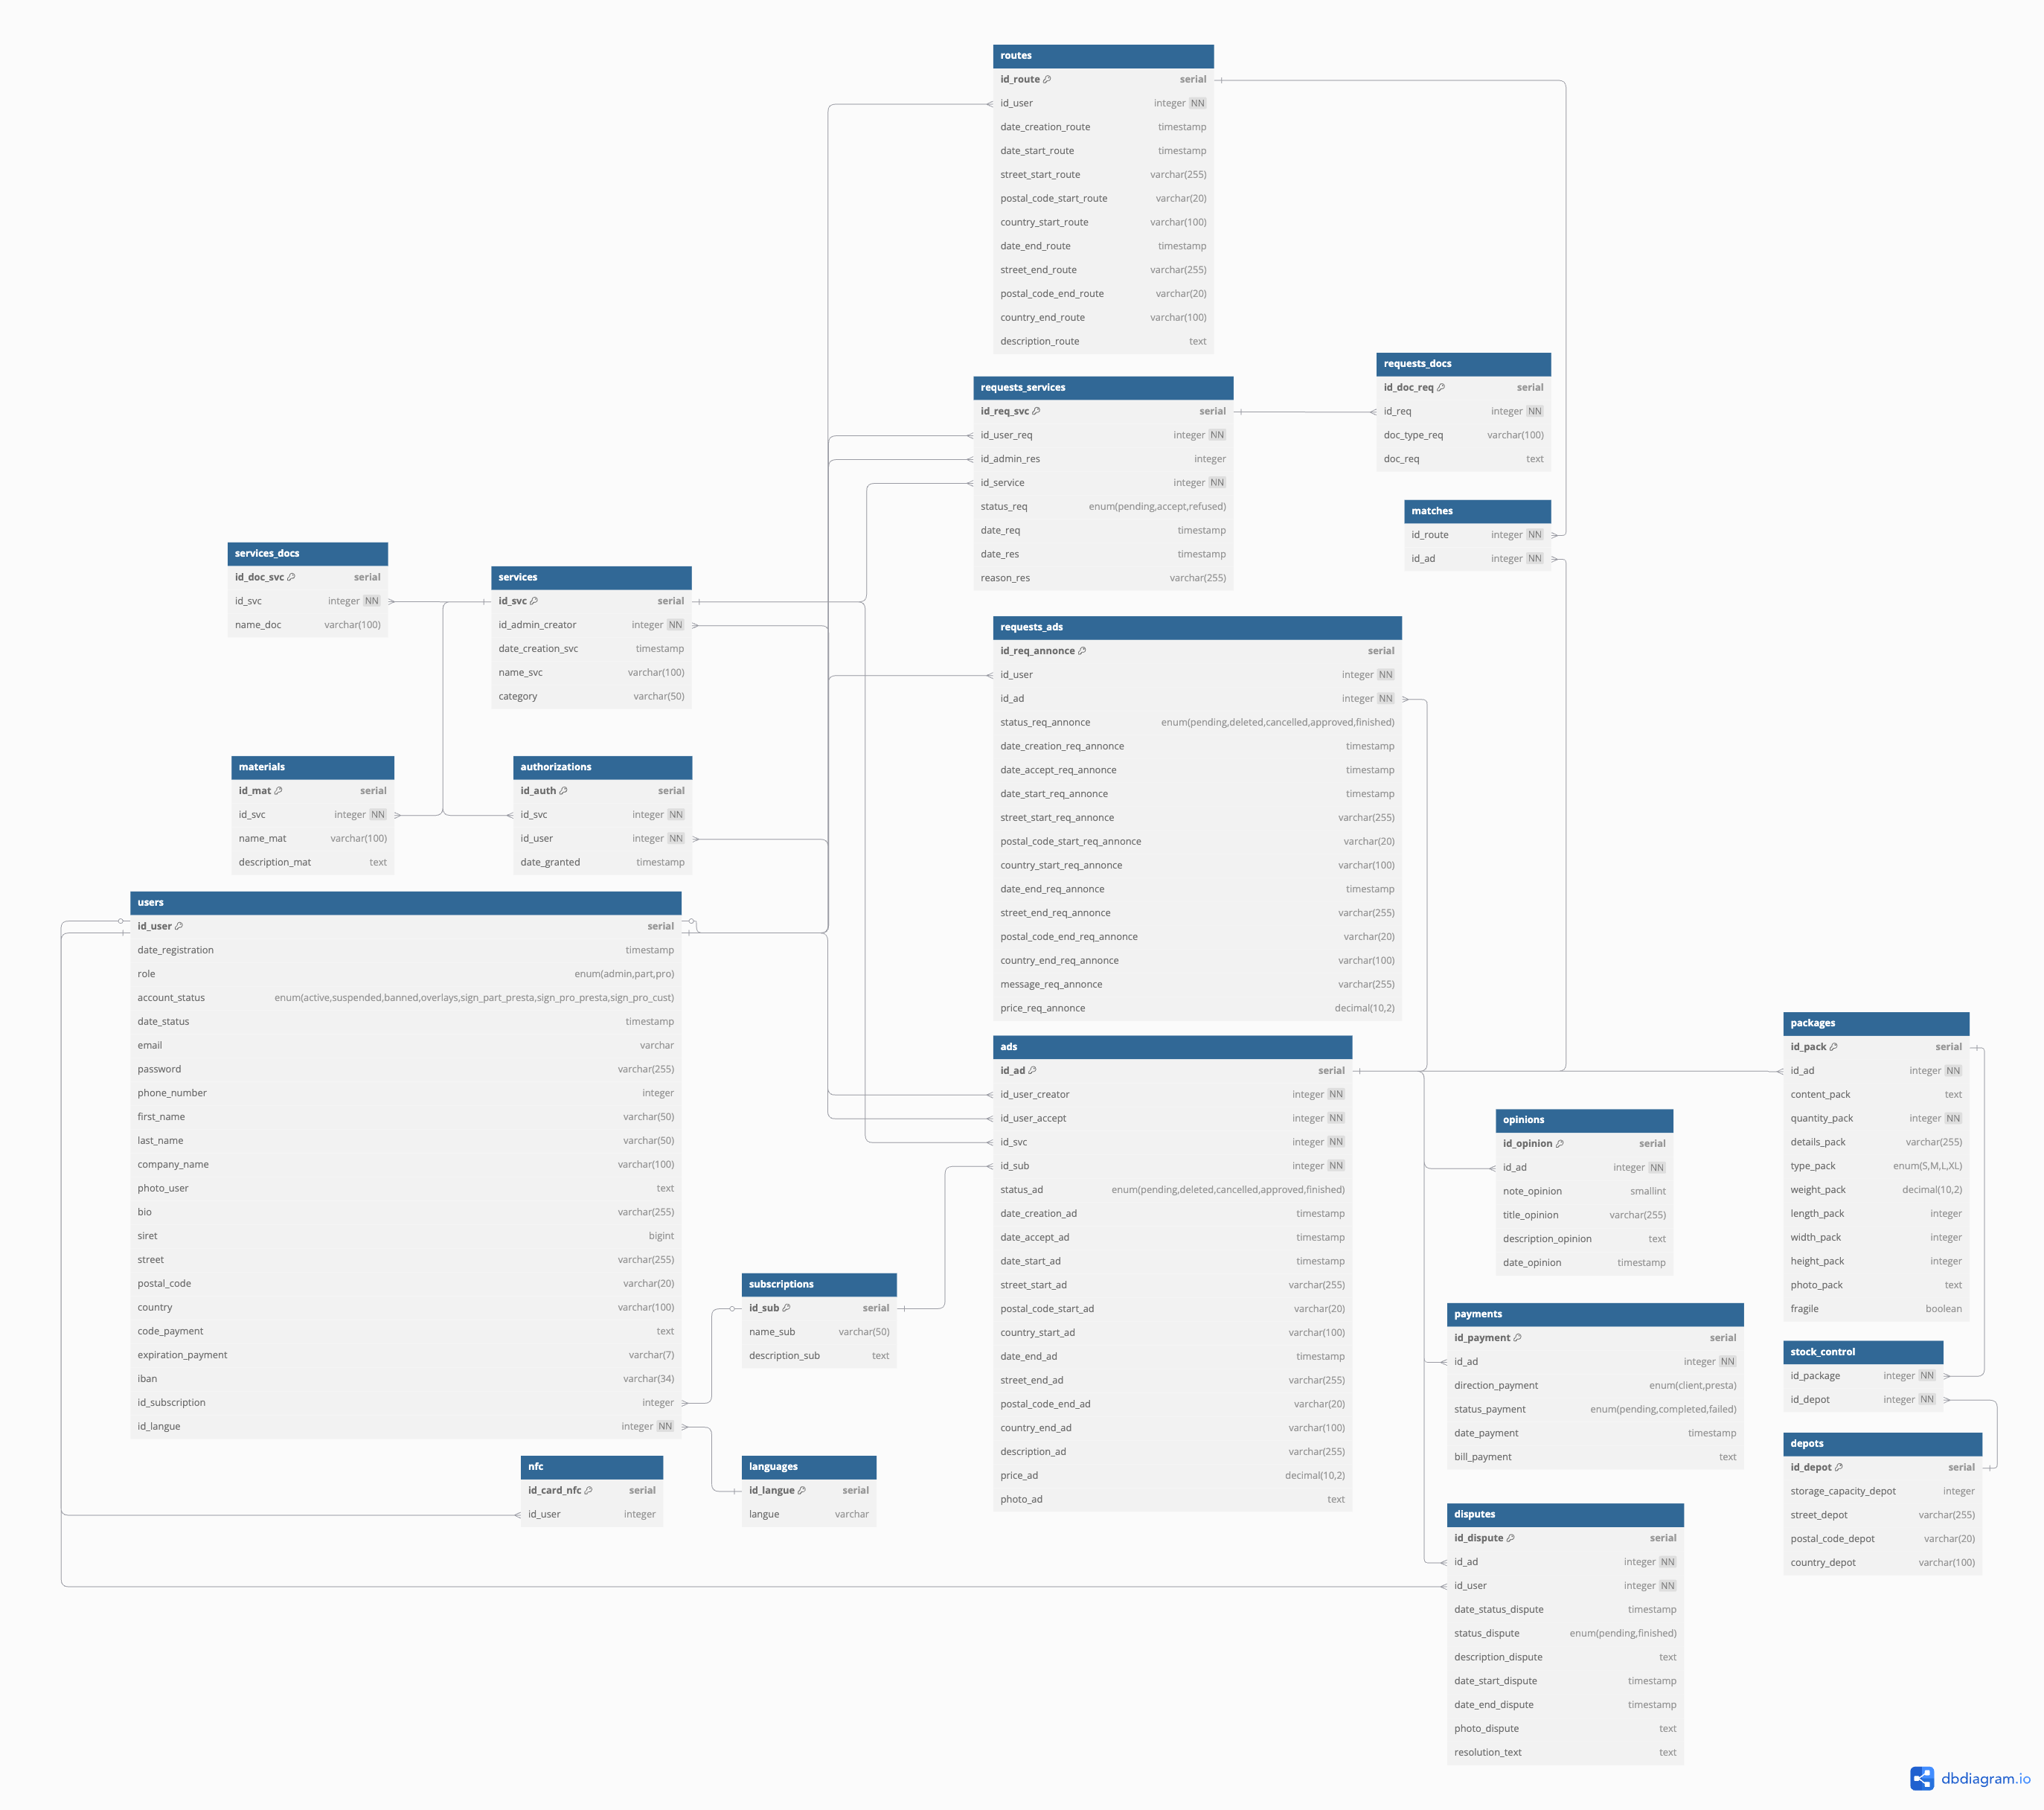 routes
id_route serial
id_user integer NN
date_creation_route timestamp
date_start_route timestamp
street_start_route varchar(255)
postal_code_start_route varchar(20)
country_start_route varchar(100)
date_end_route timestamp
street_end_route varchar(255)
postal_code_end_route varchar(20)
country_end_route varchar(100)
description_route text
requests_docs
id_doc_req serial
id_req integer NN
doc_type_req varchar(100)
doc_req text
requests_services
id_req_svc serial
id_user_req integer NN
id_admin_res integer
id_service integer NN
status_req enum(pending,accept,refused)
date_req timestamp
date_res timestamp
reason_res varchar(255)
matches
id_route integer NN
id_ad integer NN
services_docs
id_doc_svc serial
id_svc integer NN
name_doc varchar(100)
services
id_svc serial
id_admin_creator integer NN
date_creation_svc timestamp
name_svc varchar(100)
category varchar(50)
requests_ads
id_req_annonce serial
id_user integer NN
id_ad integer NN
status_req_annonce enum(pending,deleted,cancelled,approved,finished)
date_creation_req_annonce timestamp
date_accept_req_annonce timestamp
date_start_req_annonce timestamp
street_start_req_annonce varchar(255)
postal_code_start_req_annonce varchar(20)
country_start_req_annonce varchar(100)
date_end_req_annonce timestamp
street_end_req_annonce varchar(255)
postal_code_end_req_annonce varchar(20)
country_end_req_annonce varchar(100)
message_req_annonce varchar(255)
price_req_annonce decimal(10,2)
materials
id_mat serial
id_svc integer NN
name_mat varchar(100)
description_mat text
authorizations
id_auth serial
id_svc integer NN
id_user integer NN
date_granted timestamp
users
id_user serial
date_registration timestamp
role enum(admin,part,pro)
account_status enum(active,suspended,banned,overlays,sign_part_presta,sign_pro_presta,sign_pro_cust)
date_status timestamp
email varchar
password varchar(255)
phone_number integer
first_name varchar(50)
last_name varchar(50)
company_name varchar(100)
photo_user text
bio varchar(255)
siret bigint
street varchar(255)
postal_code varchar(20)
country varchar(100)
code_payment text
expiration_payment varchar(7)
iban varchar(34)
id_subscription integer
id_langue integer NN
subscriptions
id_sub serial
name_sub varchar(50)
description_sub text
nfc
id_card_nfc serial
id_user integer
languages
id_langue serial
langue varchar
ads
id_ad serial
id_user_creator integer NN
id_user_accept integer NN
id_svc integer NN
id_sub integer NN
status_ad enum(pending,deleted,cancelled,approved,finished)
date_creation_ad timestamp
date_accept_ad timestamp
date_start_ad timestamp
street_start_ad varchar(255)
postal_code_start_ad varchar(20)
country_start_ad varchar(100)
date_end_ad timestamp
street_end_ad varchar(255)
postal_code_end_ad varchar(20)
country_end_ad varchar(100)
description_ad varchar(255)
price_ad decimal(10,2)
photo_ad text
packages
id_pack serial
id_ad integer NN
content_pack text
quantity_pack integer NN
details_pack varchar(255)
type_pack enum(S,M,L,XL)
weight_pack decimal(10,2)
length_pack integer
width_pack integer
height_pack integer
photo_pack text
fragile boolean
opinions
id_opinion serial
id_ad integer NN
note_opinion smallint
title_opinion varchar(255)
description_opinion text
date_opinion timestamp
payments
id_payment serial
id_ad integer NN
direction_payment enum(client,presta)
status_payment enum(pending,completed,failed)
date_payment timestamp
bill_payment text
stock_control
id_package integer NN
id_depot integer NN
depots
id_depot serial
storage_capacity_depot integer
street_depot varchar(255)
postal_code_depot varchar(20)
country_depot varchar(100)
disputes
id_dispute serial
id_ad integer NN
id_user integer NN
date_status_dispute timestamp
status_dispute enum(pending,finished)
description_dispute text
date_start_dispute timestamp
date_end_dispute timestamp
photo_dispute text
resolution_text text
dbdiagram.io